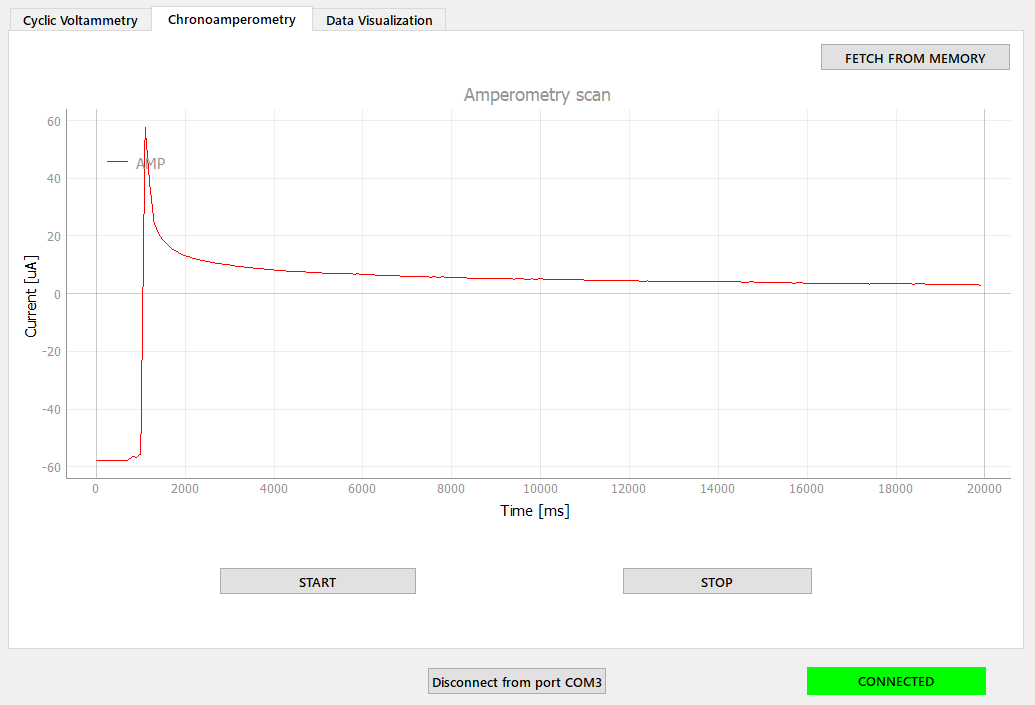 Cyclic Voltammetry
Chronoamperometry
Data Visualization
FETCH FROM MEMORY
Amperometry scan
AMP
60
40
20
0
-20
-40
-60
Current [uA]
0 2000 4000 6000 8000 10000 12000 14000 16000 18000 20000
Time [ms]
START
STOP
Disconnect from port COM3
CONNECTED